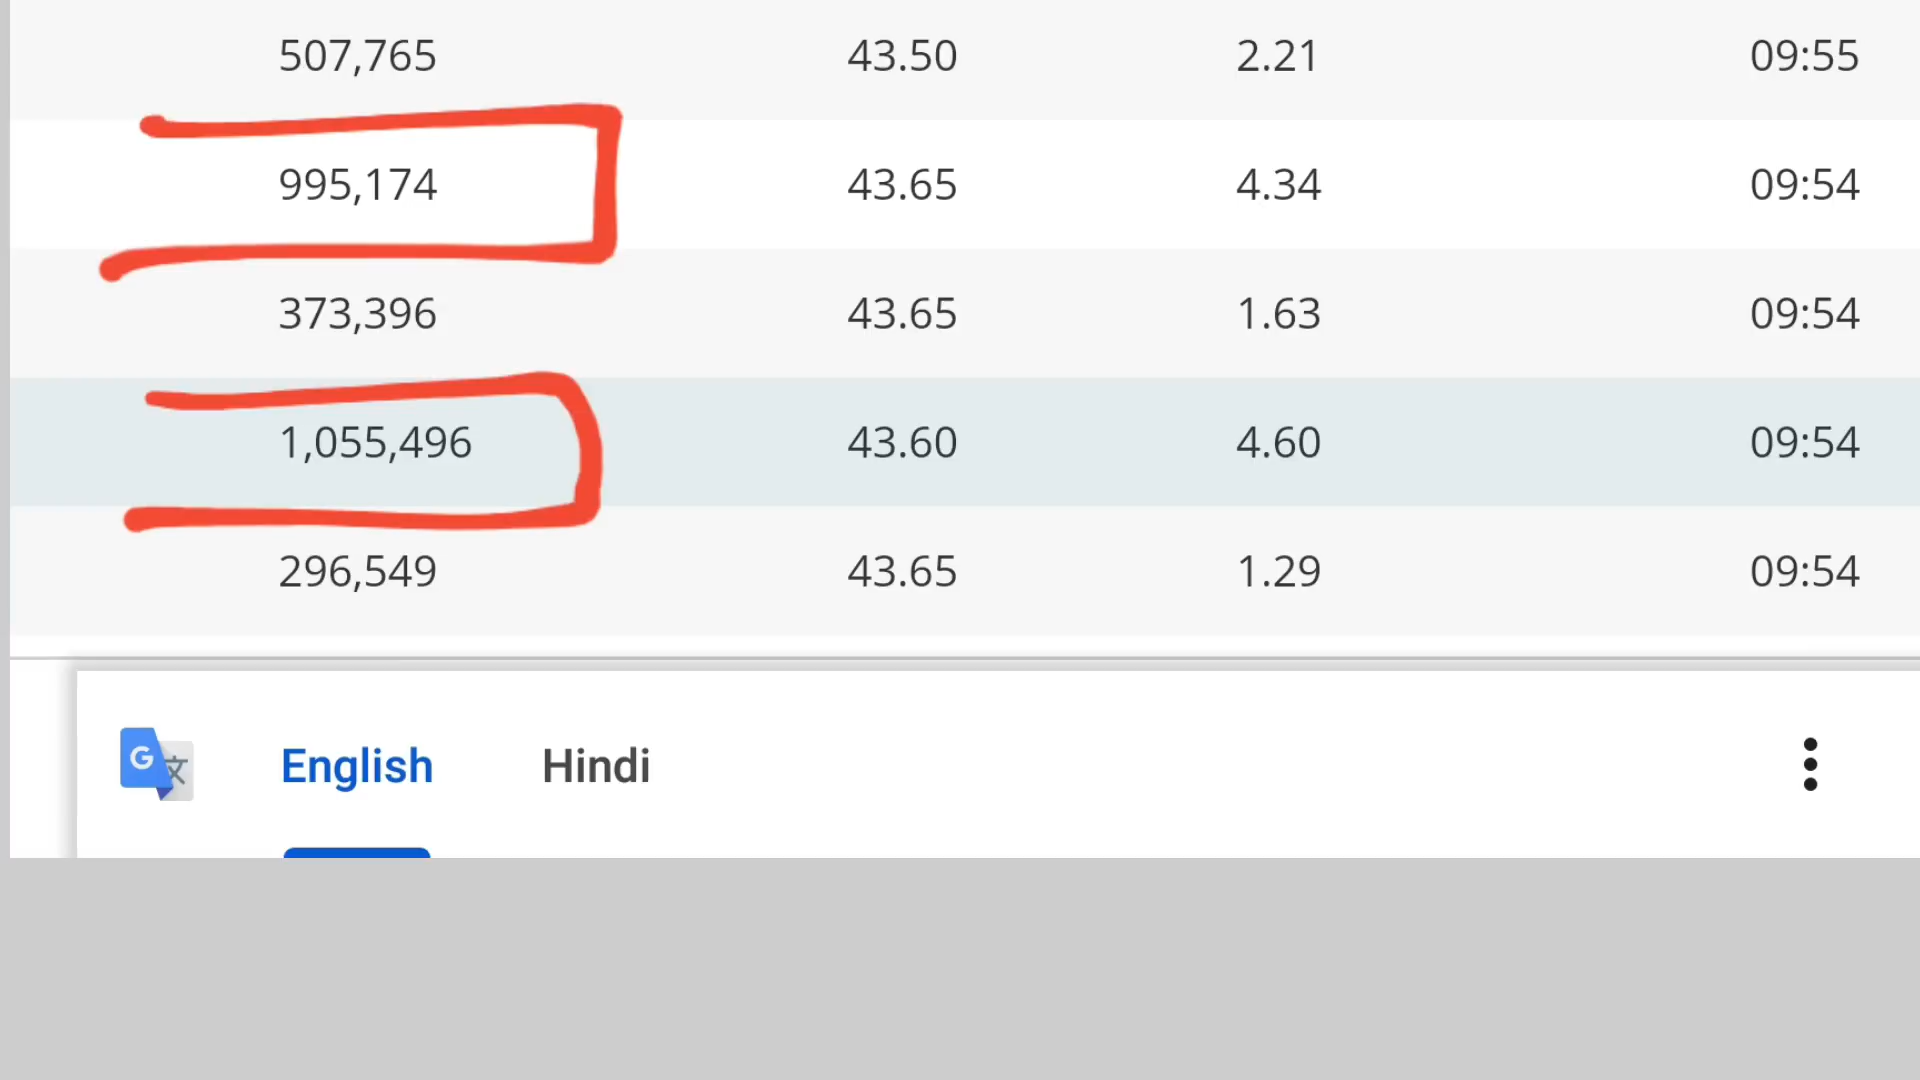 507,765 43.50 2.21 09:55
995,174 43.65 4.34 09:54
373,396 43.65 1.63 09:54
1,055,496 43.60 4.60 09:54
296,549 43.65 1.29 09:54
G 文 English Hindi